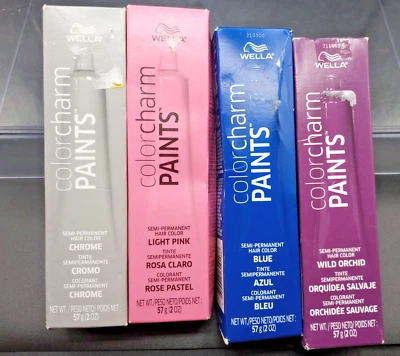 WELLA
colorcharm
PAINTS™
SEMI-PERMANENT
HAIR COLOR
CHROME
TINTE
SEMIPERMANENTE
CROMO
COLORANT
SEMI-PERMANENT
CHROME
NET WT./PESO NETO/POIDS NET :
57 g (2 OZ)
WELLA
colorcharm
PAINTS™
SEMI-PERMANENT
HAIR COLOR
LIGHT PINK
TINTE
SEMIPERMANENTE
ROSA CLARO
COLORANT
SEMI-PERMANENT
ROSE PASTEL
NET WT./PESO NETO/POIDS NET :
57 g (2 OZ)
WELLA
colorcharm
PAINTS™
SEMI-PERMANENT
HAIR COLOR
BLUE
TINTE
SEMIPERMANENTE
AZUL
COLORANT
SEMI-PERMANENT
BLEU
NET WT./PESO NETO/POIDS NET :
57 g (2 OZ)
WELLA
colorcharm
PAINTS™
SEMI-PERMANENT
HAIR COLOR
WILD ORCHID
TINTE
SEMIPERMANENTE
ORQUÍDEA SALVAJE
COLORANT
SEMI-PERMANENT
ORCHIDÉE SAUVAGE
NET WT./PESO NETO/POIDS NET :
57 g (2 OZ)